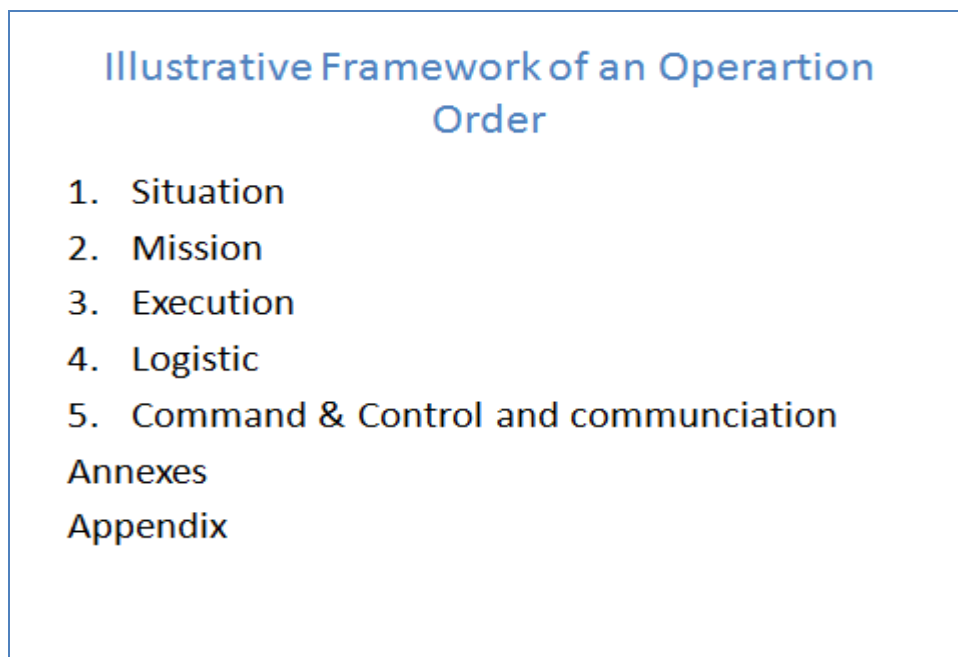 Illustrative Framework of an Operartion
Order
1. Situation
2. Mission
3. Execution
4. Logistic
5. Command & Control and communciation
Annexes
Appendix